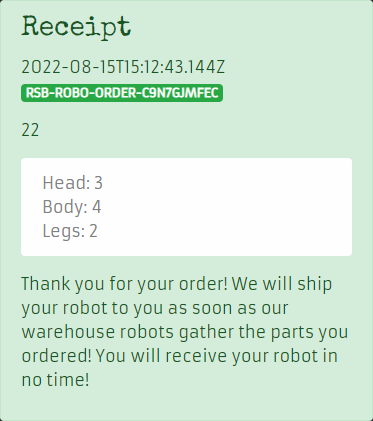 Receipt
2022-08-15T15:12:43.144Z
RSB-ROBO-ORDER-C9N7GJMFEC
22
Head: 3
Body: 4
Legs: 2
Thank you for your order! We will ship
your robot to you as soon as our
warehouse robots gather the parts you
ordered! You will receive your robot in
no time!